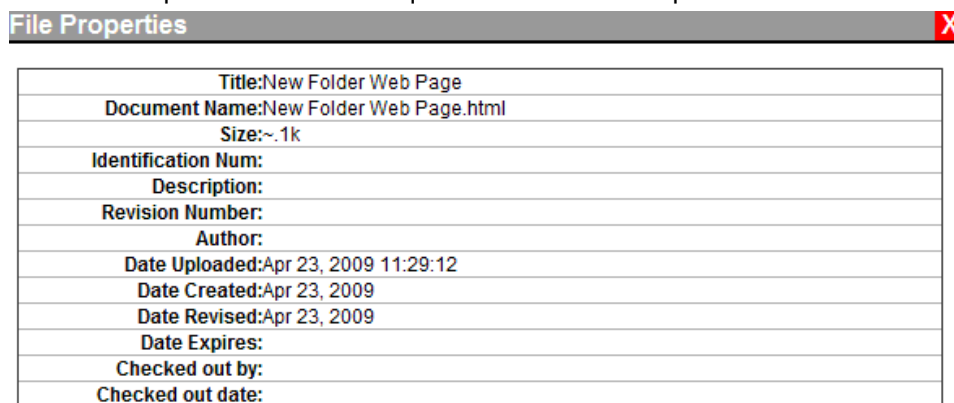 File Properties X
Title:New Folder Web Page
Document Name:New Folder Web Page.html
Size:~.1k
Identification Num:
Description:
Revision Number:
Author:
Date Uploaded:Apr 23, 2009 11:29:12
Date Created:Apr 23, 2009
Date Revised:Apr 23, 2009
Date Expires:
Checked out by:
Checked out date: